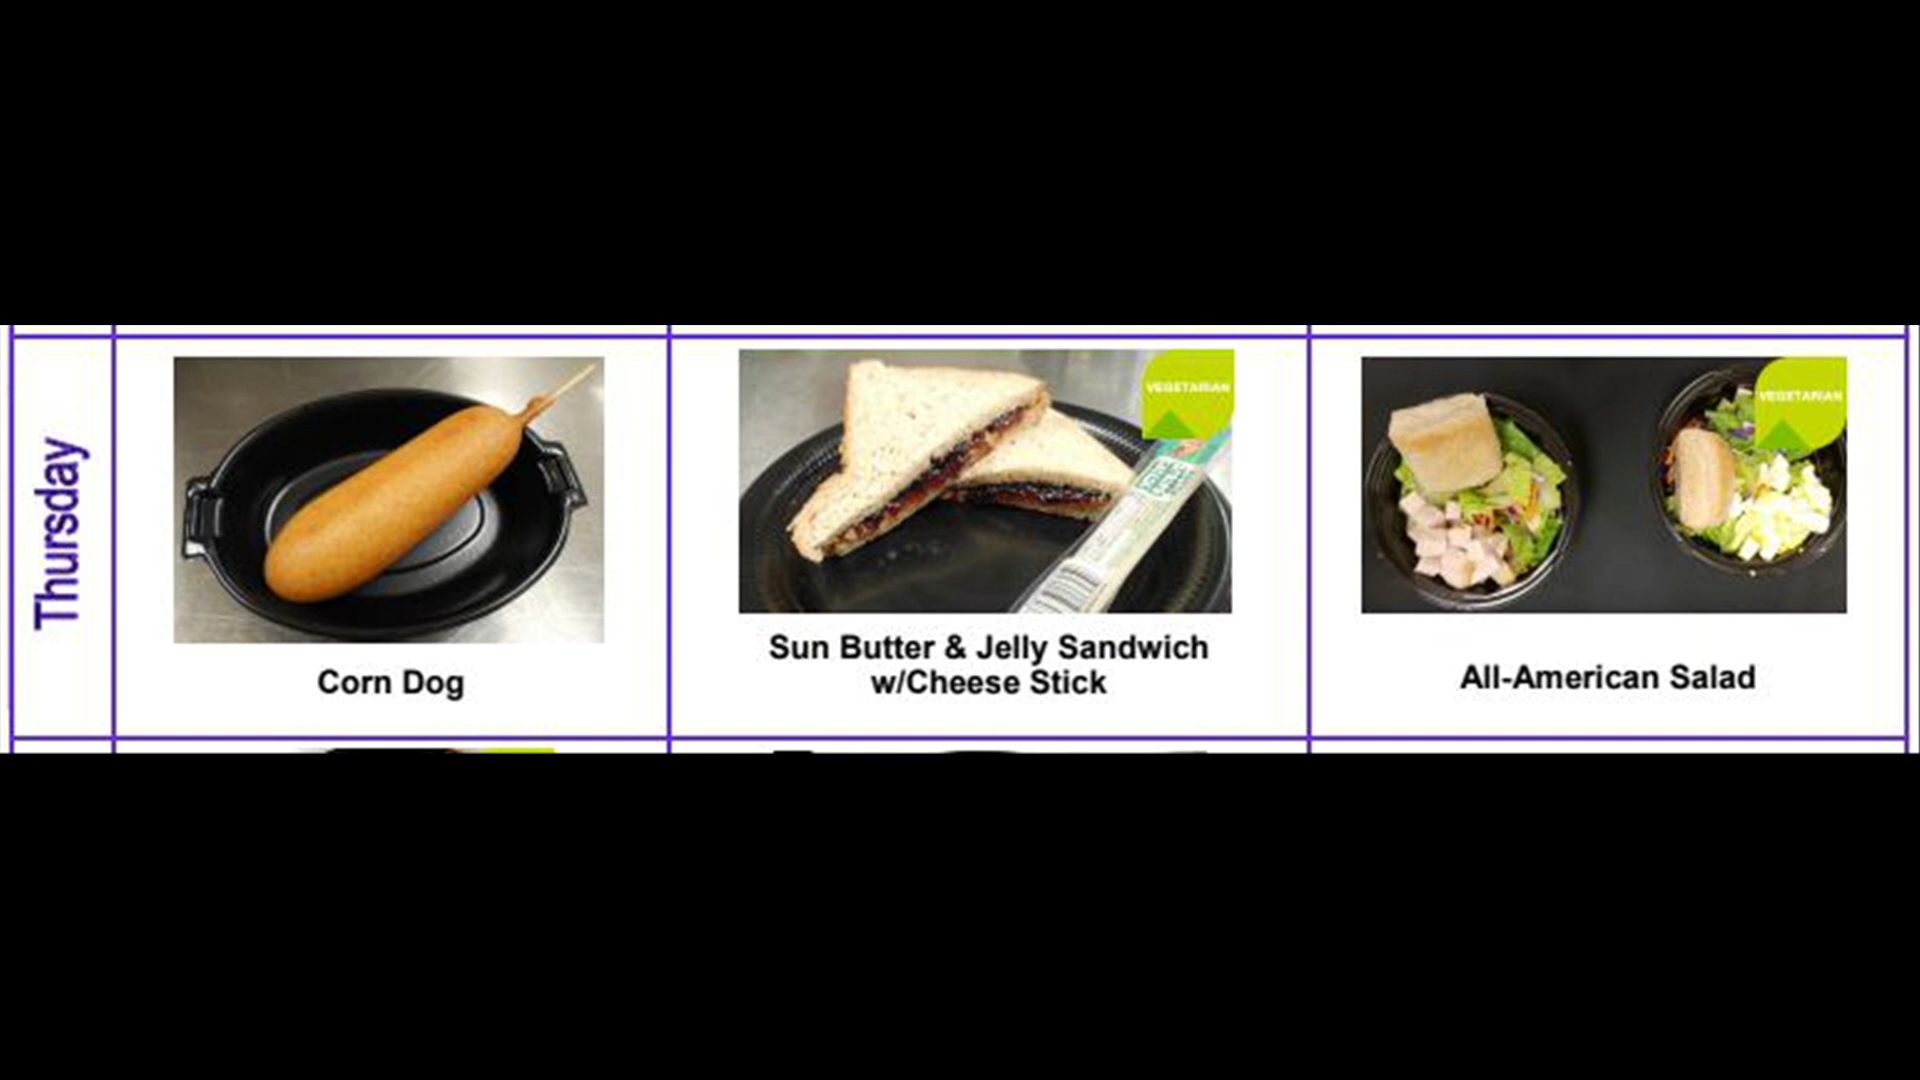 Thursday
VEGETARIAN
VEGETARIAN
Corn Dog
Sun Butter & Jelly Sandwich
w/Cheese Stick
All-American Salad